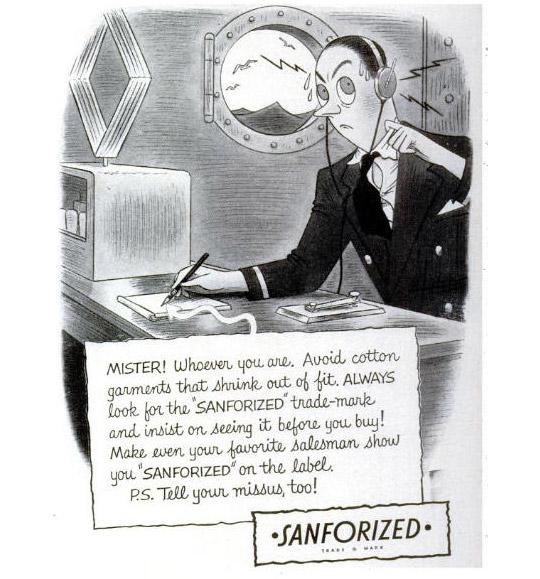 MISTER! Whoever you are. Avoid cotton
garments that shrink out of fit. ALWAYS
look for the "SANFORIZED" trade-mark
and insist on seeing it before you buy!
Make even your favorite salesman show
you "SANFORIZED" on the label.
P.S. Tell your missus, too!
·SANFORIZED·
TRADE MARK